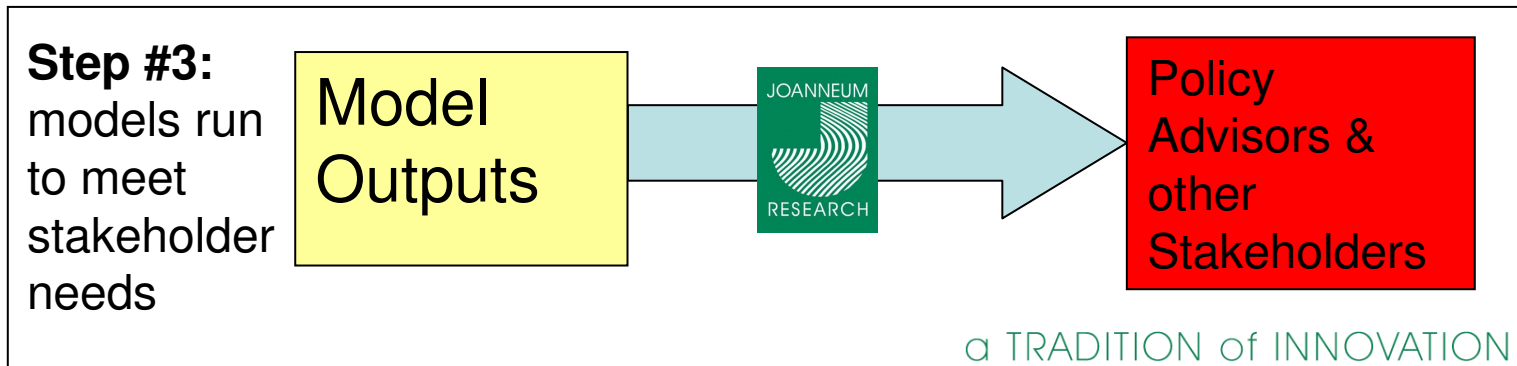 Step #3:
models run
to meet
stakeholder
needs
Model
Outputs
JOANNEUM
RESEARCH
Policy
Advisors &
other
Stakeholders
a TRADITION of INNOVATION